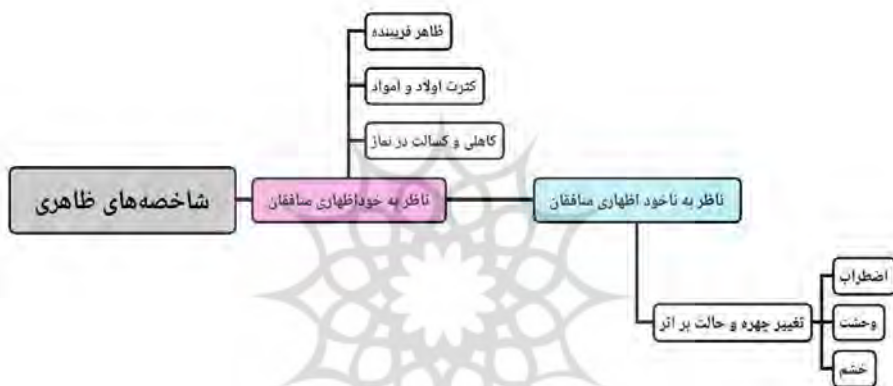 شاخصه‌های ظاهری
ناظر به خوداظهاری منافقان
ظاهر فریبنده
کثرت اولاد و امواد
کاهلی و کسالت در نماز
ناظر به ناخود اظهاری منافقان
تغییر چهره و حالت بر اثر
اضطراب
وحشت
خشم